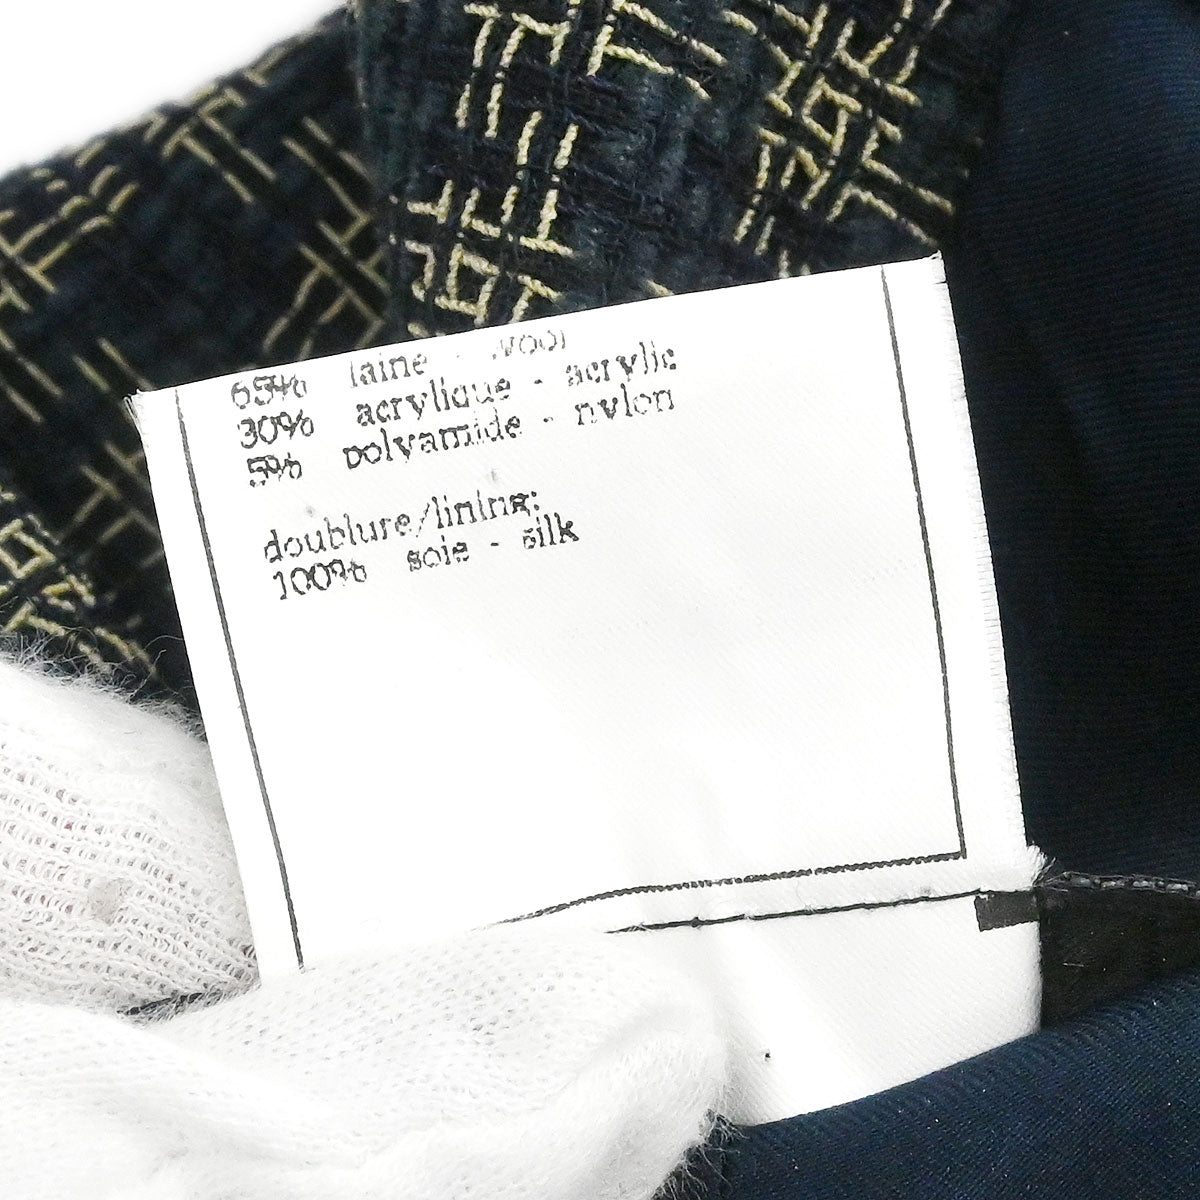 65% laine - wool
30% acrylique - acrylic
5% polyamide - nylon
doublure/lining:
100% soie - silk